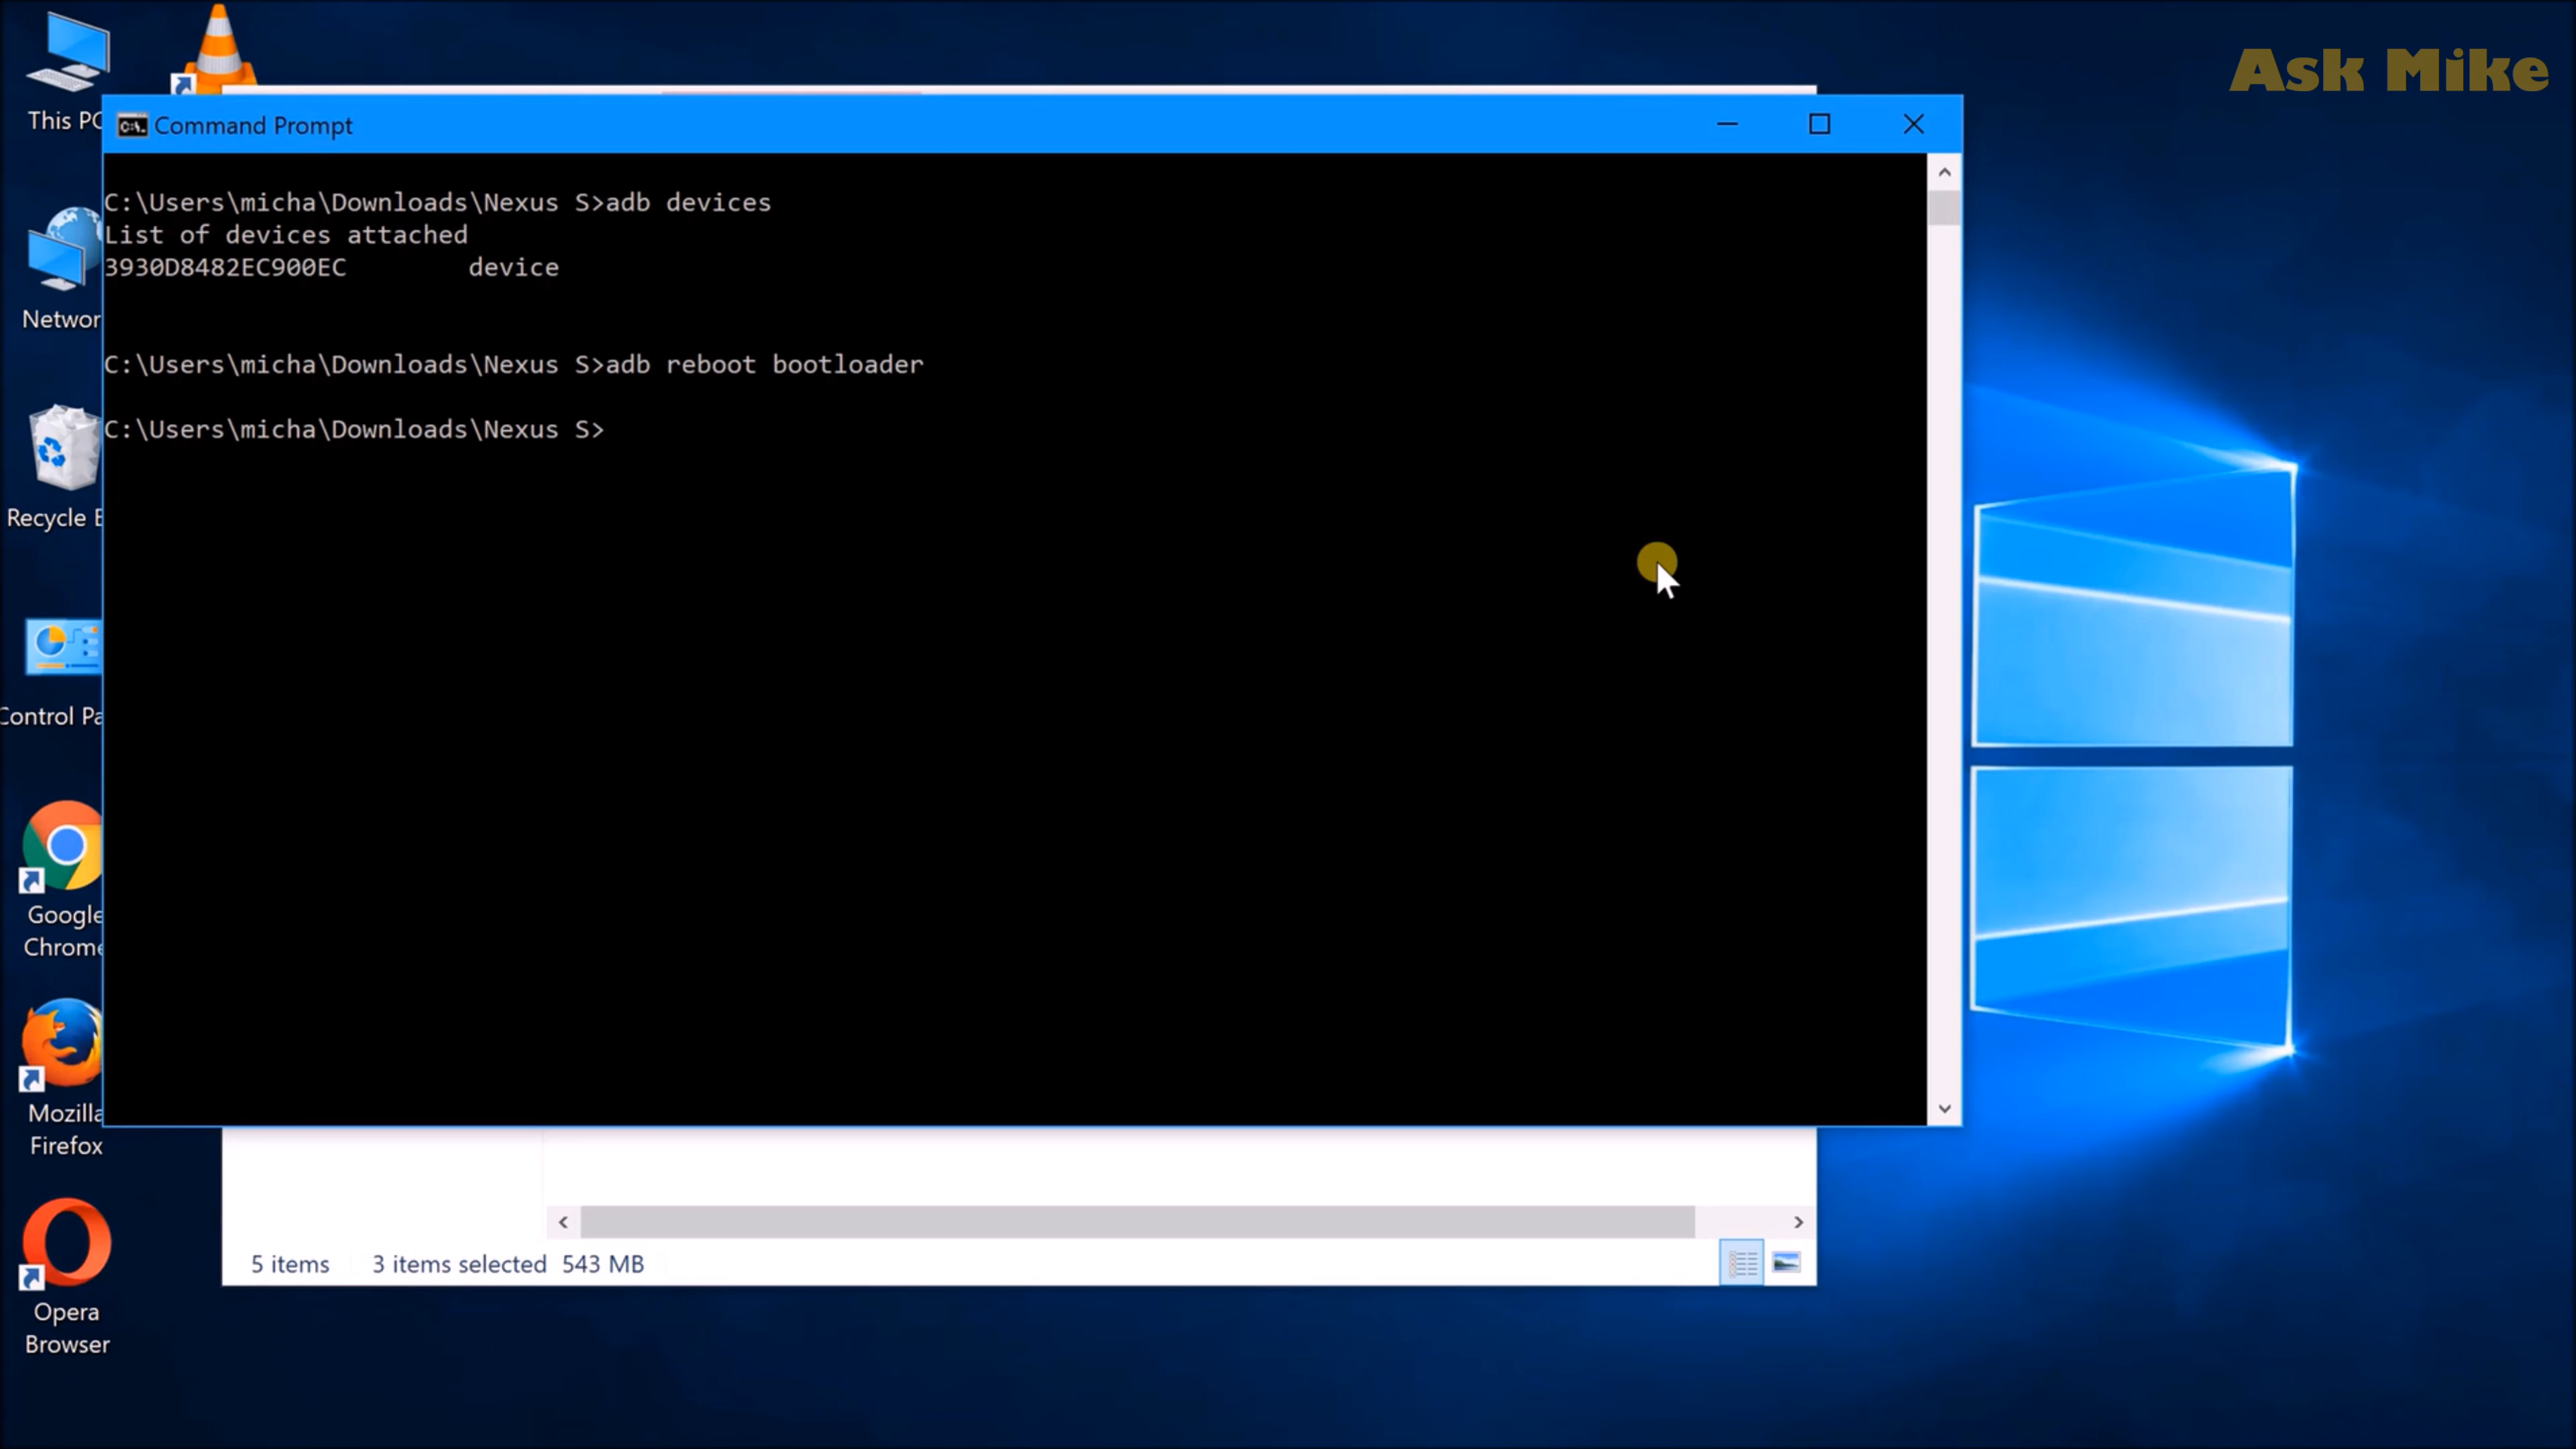 Ask Mike
This PC
Networ
Recycle B
Control Pa
Google
Chrome
Mozilla
Firefox
Opera
Browser
Command Prompt
C:\Users\micha\Downloads\Nexus S>adb devices
List of devices attached
3930D8482EC900EC device
C:\Users\micha\Downloads\Nexus S>adb reboot bootloader
C:\Users\micha\Downloads\Nexus S>
5 items 3 items selected 543 MB